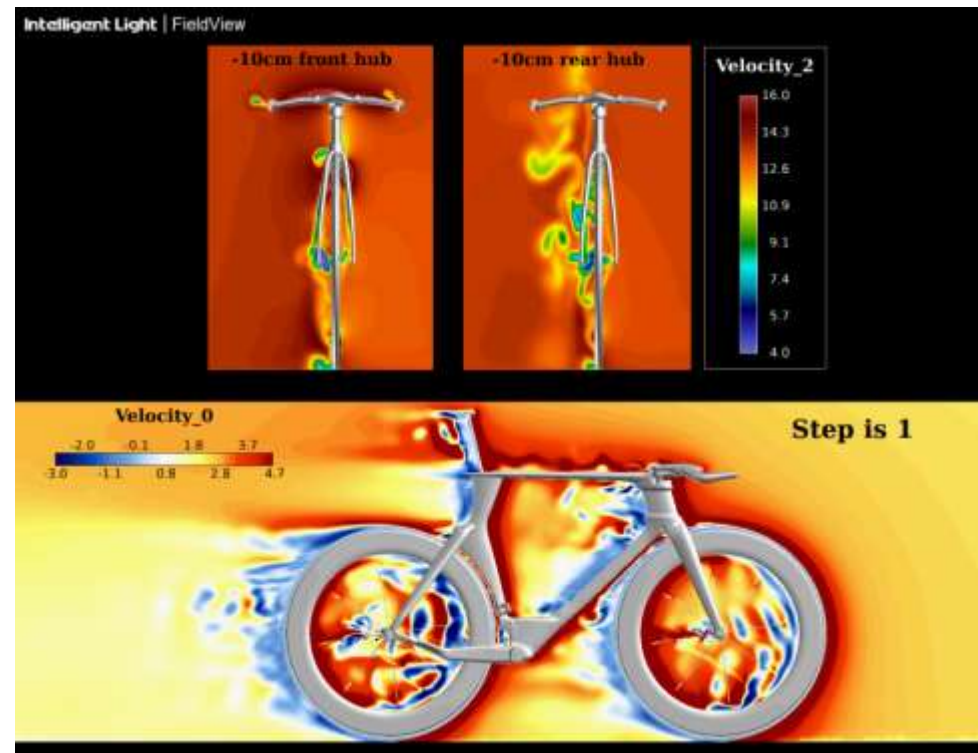 Intelligent Light | FieldView
-10cm front hub
-10cm rear hub
Velocity_2
16.0
14.3
12.6
10.9
9.1
7.4
5.7
4.0
Velocity_0
-2.0 -0.1 1.8 3.7
-3.0 -1.1 0.8 2.8 4.7
Step is 1